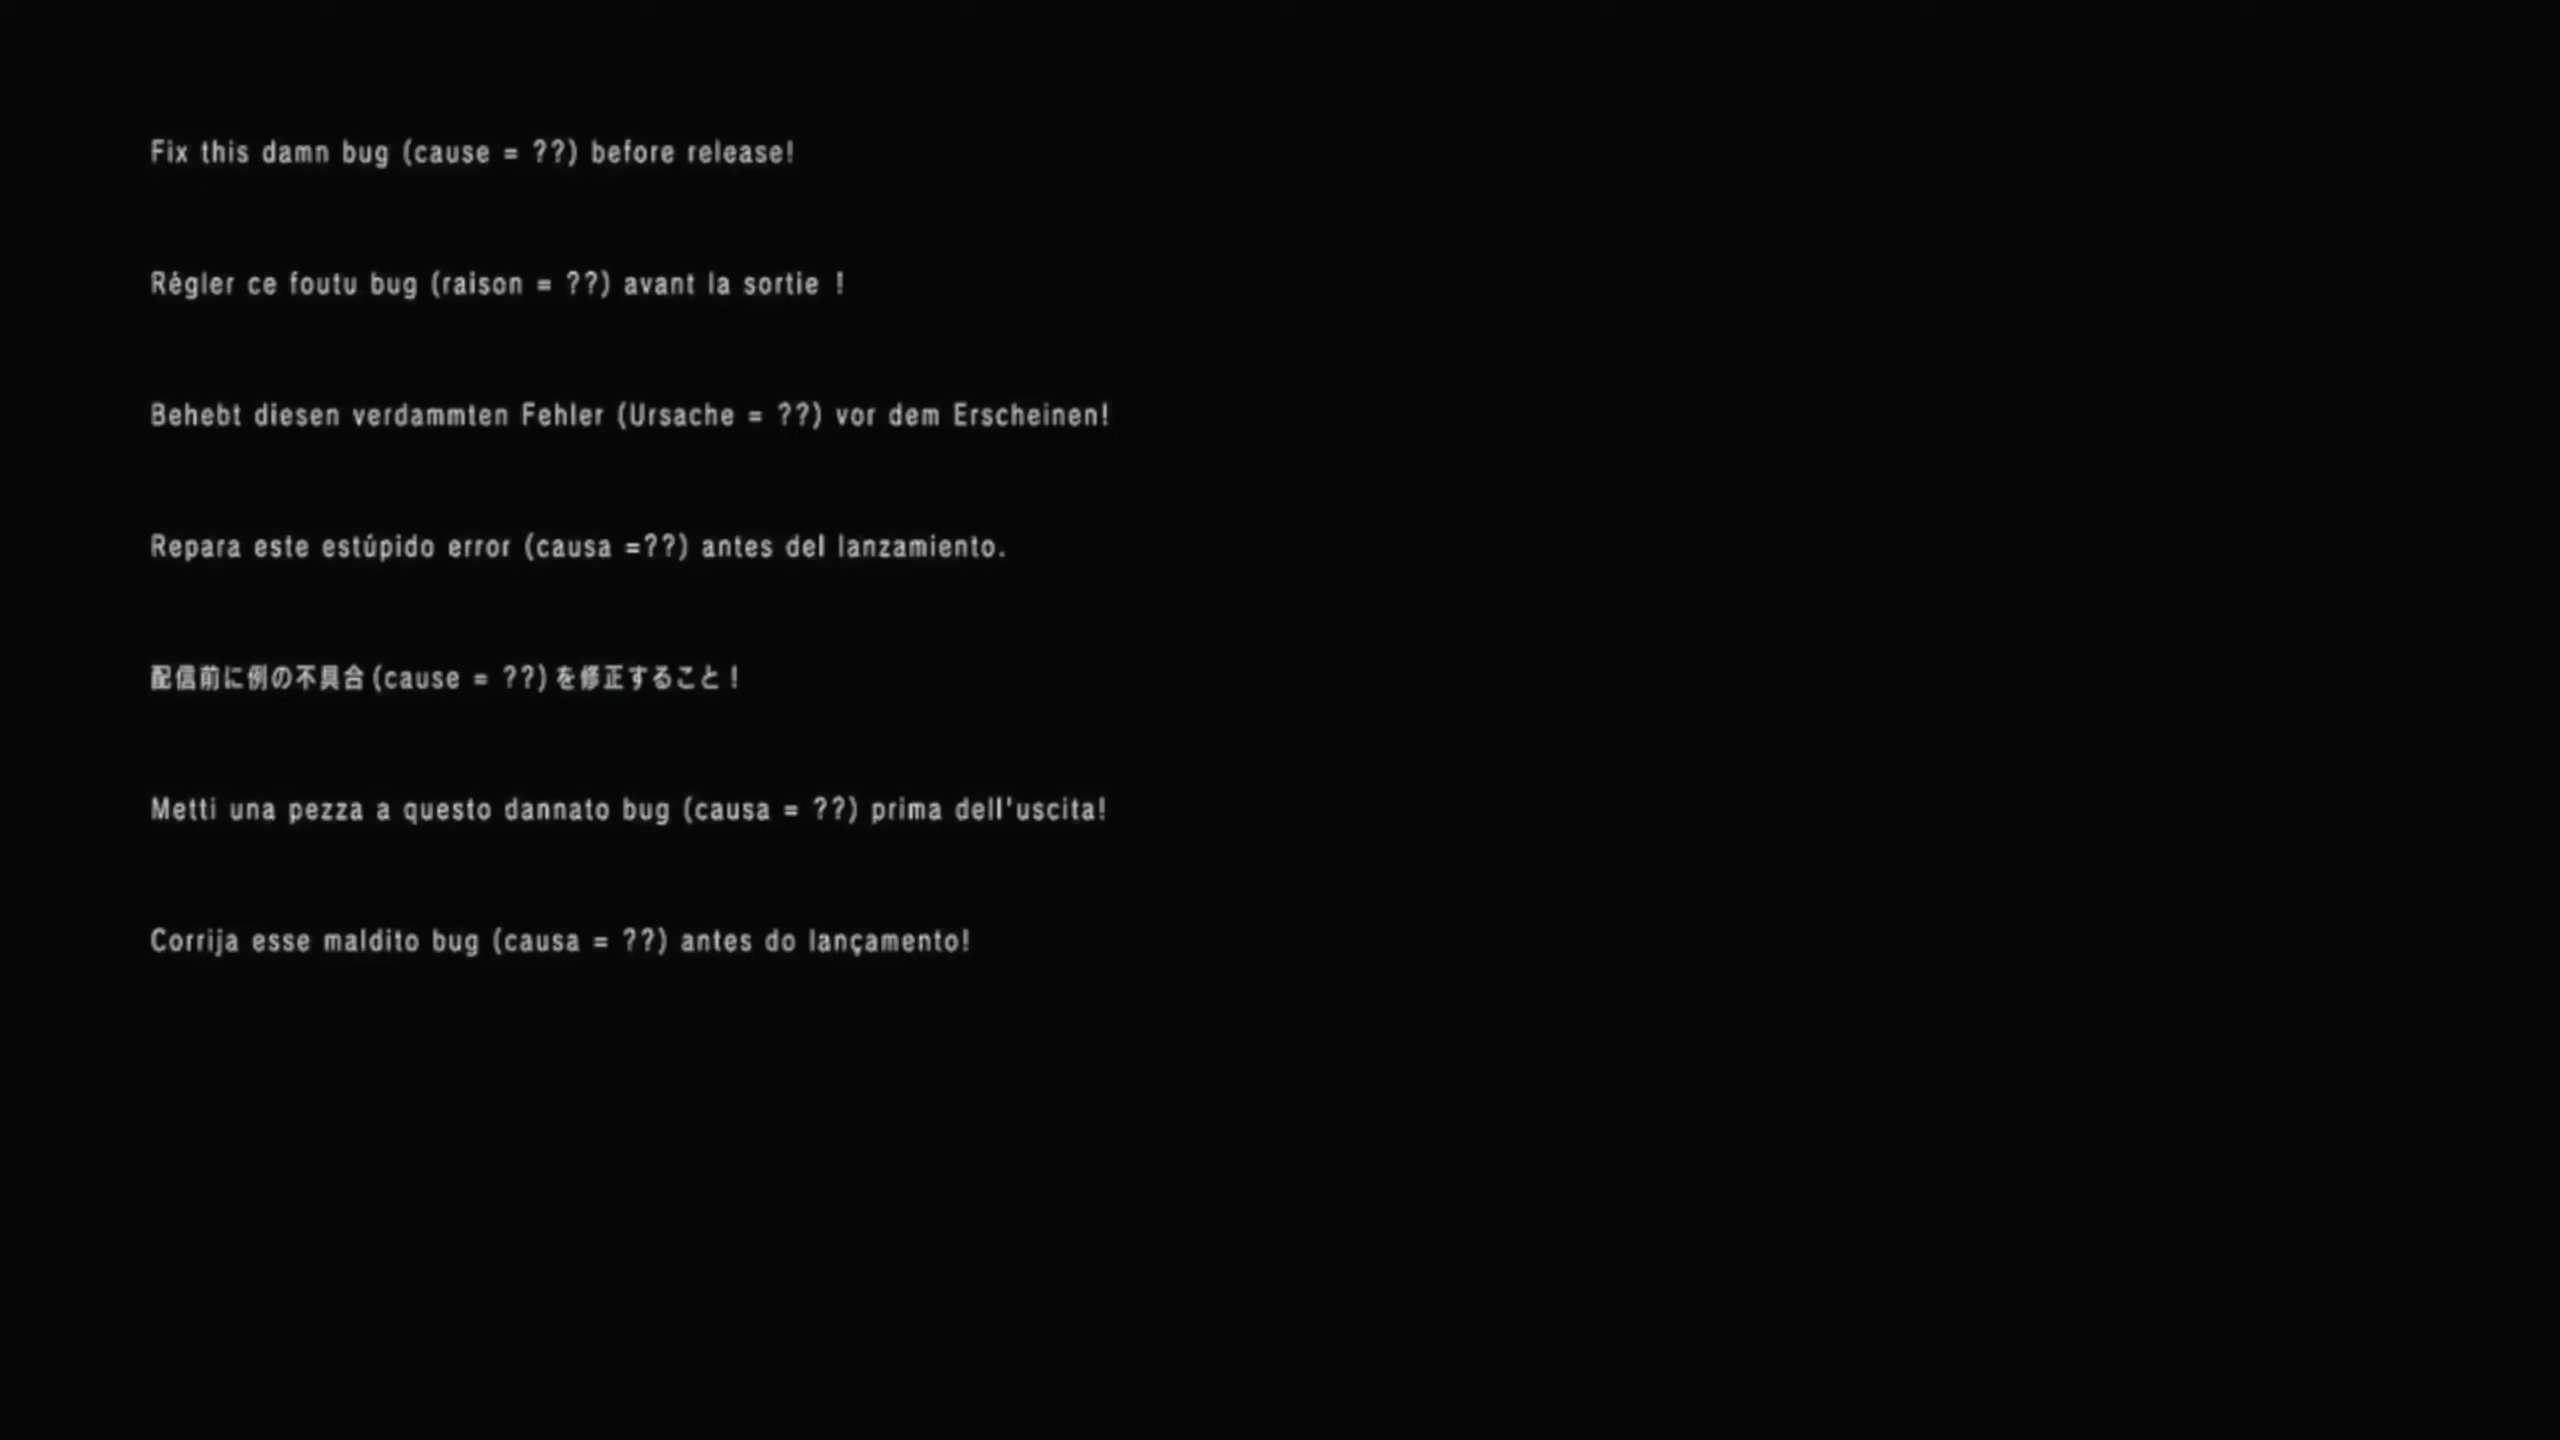 Fix this damn bug (cause = ??) before release!
Régler ce foutu bug (raison = ??) avant la sortie !
Behebt diesen verdammten Fehler (Ursache = ??) vor dem Erscheinen!
Repara este estúpido error (causa =??) antes del lanzamiento.
配信前に例の不具合(cause = ??)を修正すること！
Metti una pezza a questo dannato bug (causa = ??) prima dell'uscita!
Corrija esse maldito bug (causa = ??) antes do lançamento!